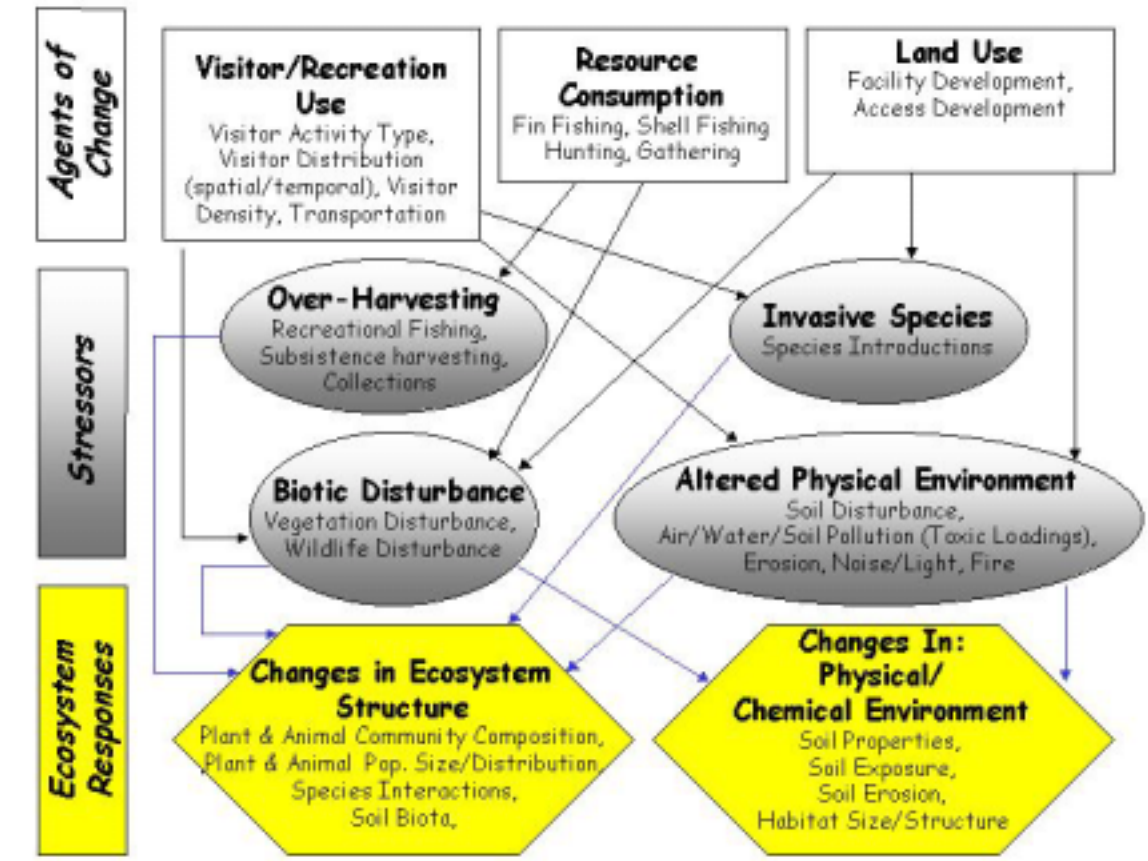 Agents of
Change
Visitor/Recreation
Use
Visitor Activity Type,
Visitor Distribution
(spatial/temporal), Visitor
Density, Transportation
Resource
Consumption
Fin Fishing, Shell Fishing
Hunting, Gathering
Land Use
Facility Development,
Access Development
Stressors
Over-Harvesting
Recreational Fishing,
Subsistence harvesting,
Collections
Invasive Species
Species Introductions
Biotic Disturbance
Vegetation Disturbance,
Wildlife Disturbance
Altered Physical Environment
Soil Disturbance,
Air/Water/Soil Pollution (Toxic Loadings),
Erosion, Noise/Light, Fire
Ecosystem
Responses
Changes in Ecosystem
Structure
Plant & Animal Community Composition,
Plant & Animal Pop. Size/Distribution,
Species Interactions,
Soil Biota,
Changes In:
Physical/
Chemical Environment
Soil Properties,
Soil Exposure,
Soil Erosion,
Habitat Size/Structure